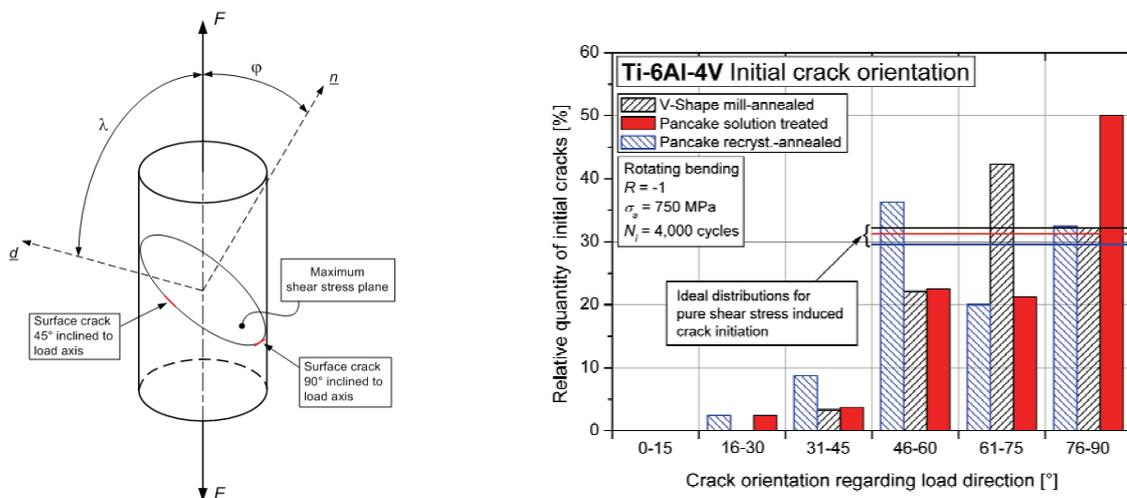 F
φ
n
λ
d
Maximum
shear stress plane
Surface crack
45° inclined to
load axis
Surface crack
90° inclined to
load axis
F
Ti-6Al-4V Initial crack orientation
V-Shape mill-annealed
Pancake solution treated
Pancake recryst.-annealed
Rotating bending
R = -1
σa = 750 MPa
Ni = 4,000 cycles
Ideal distributions for
pure shear stress induced
crack initiation
Relative quantity of initial cracks [%]
60
50
40
30
20
10
0
0-15 16-30 31-45 46-60 61-75 76-90
Crack orientation regarding load direction [°]